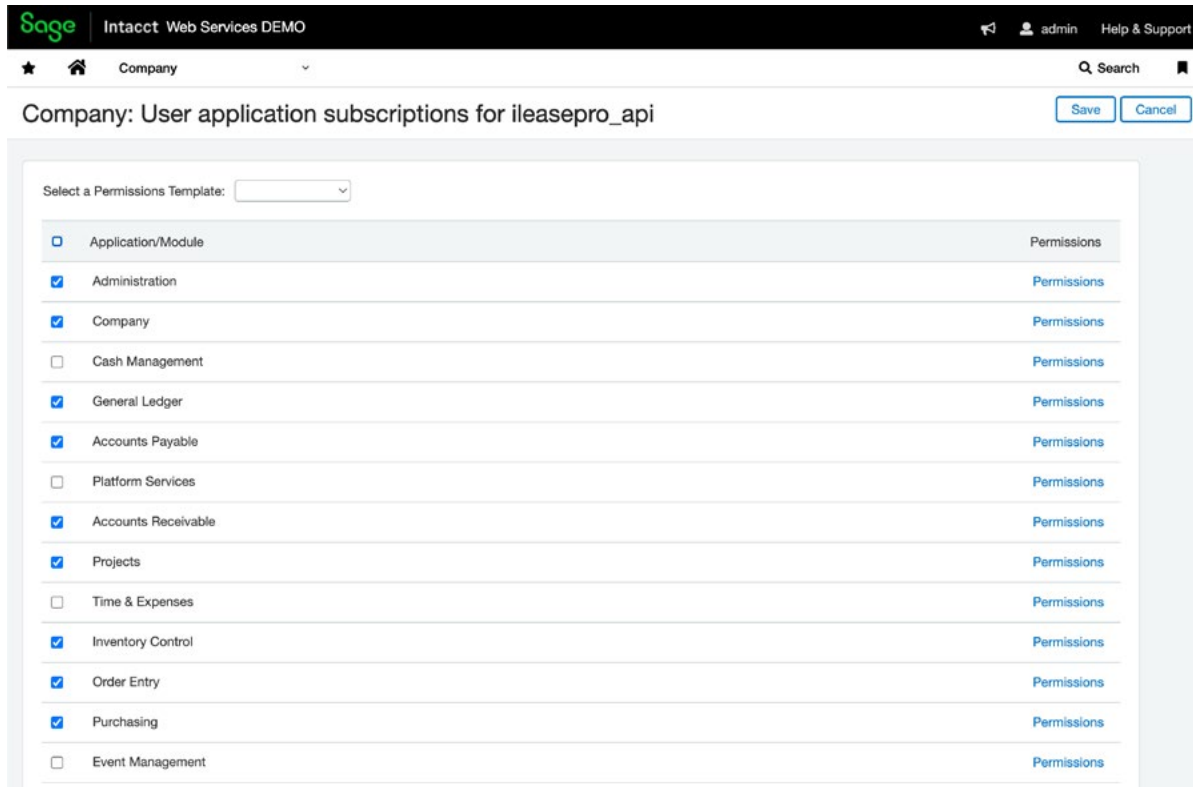 Sage Intacct Web Services DEMO admin Help & Support
Company Search
Company: User application subscriptions for ileasepro_api Save Cancel
Select a Permissions Template:
Application/Module Permissions
Administration Permissions
Company Permissions
Cash Management Permissions
General Ledger Permissions
Accounts Payable Permissions
Platform Services Permissions
Accounts Receivable Permissions
Projects Permissions
Time & Expenses Permissions
Inventory Control Permissions
Order Entry Permissions
Purchasing Permissions
Event Management Permissions